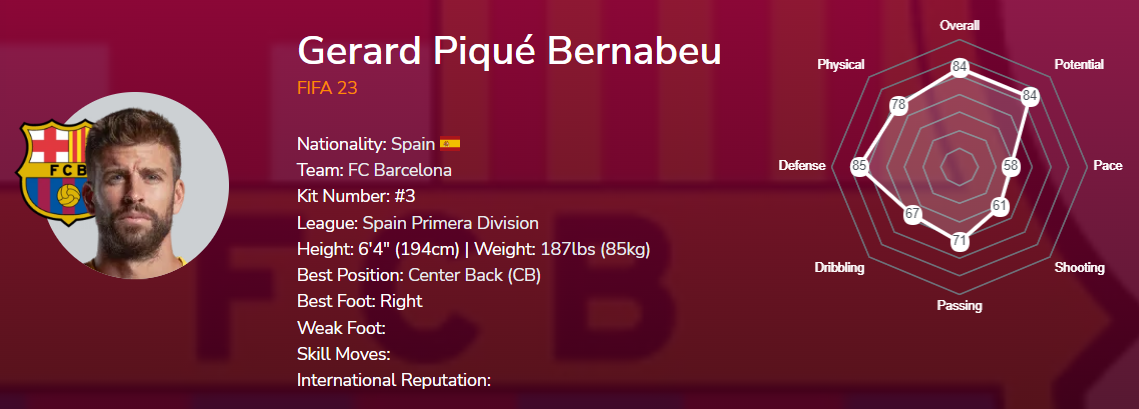 Gerard Piqué Bernabeu
FIFA 23
Nationality: Spain
Team: FC Barcelona
Kit Number: #3
League: Spain Primera Division
Height: 6'4" (194cm) | Weight: 187lbs (85kg)
Best Position: Center Back (CB)
Best Foot: Right
Weak Foot:
Skill Moves:
International Reputation:
FCB
FCB
Overall
84
Potential
84
Pace
58
Shooting
61
Passing
71
Dribbling
67
Defense
85
Physical
78